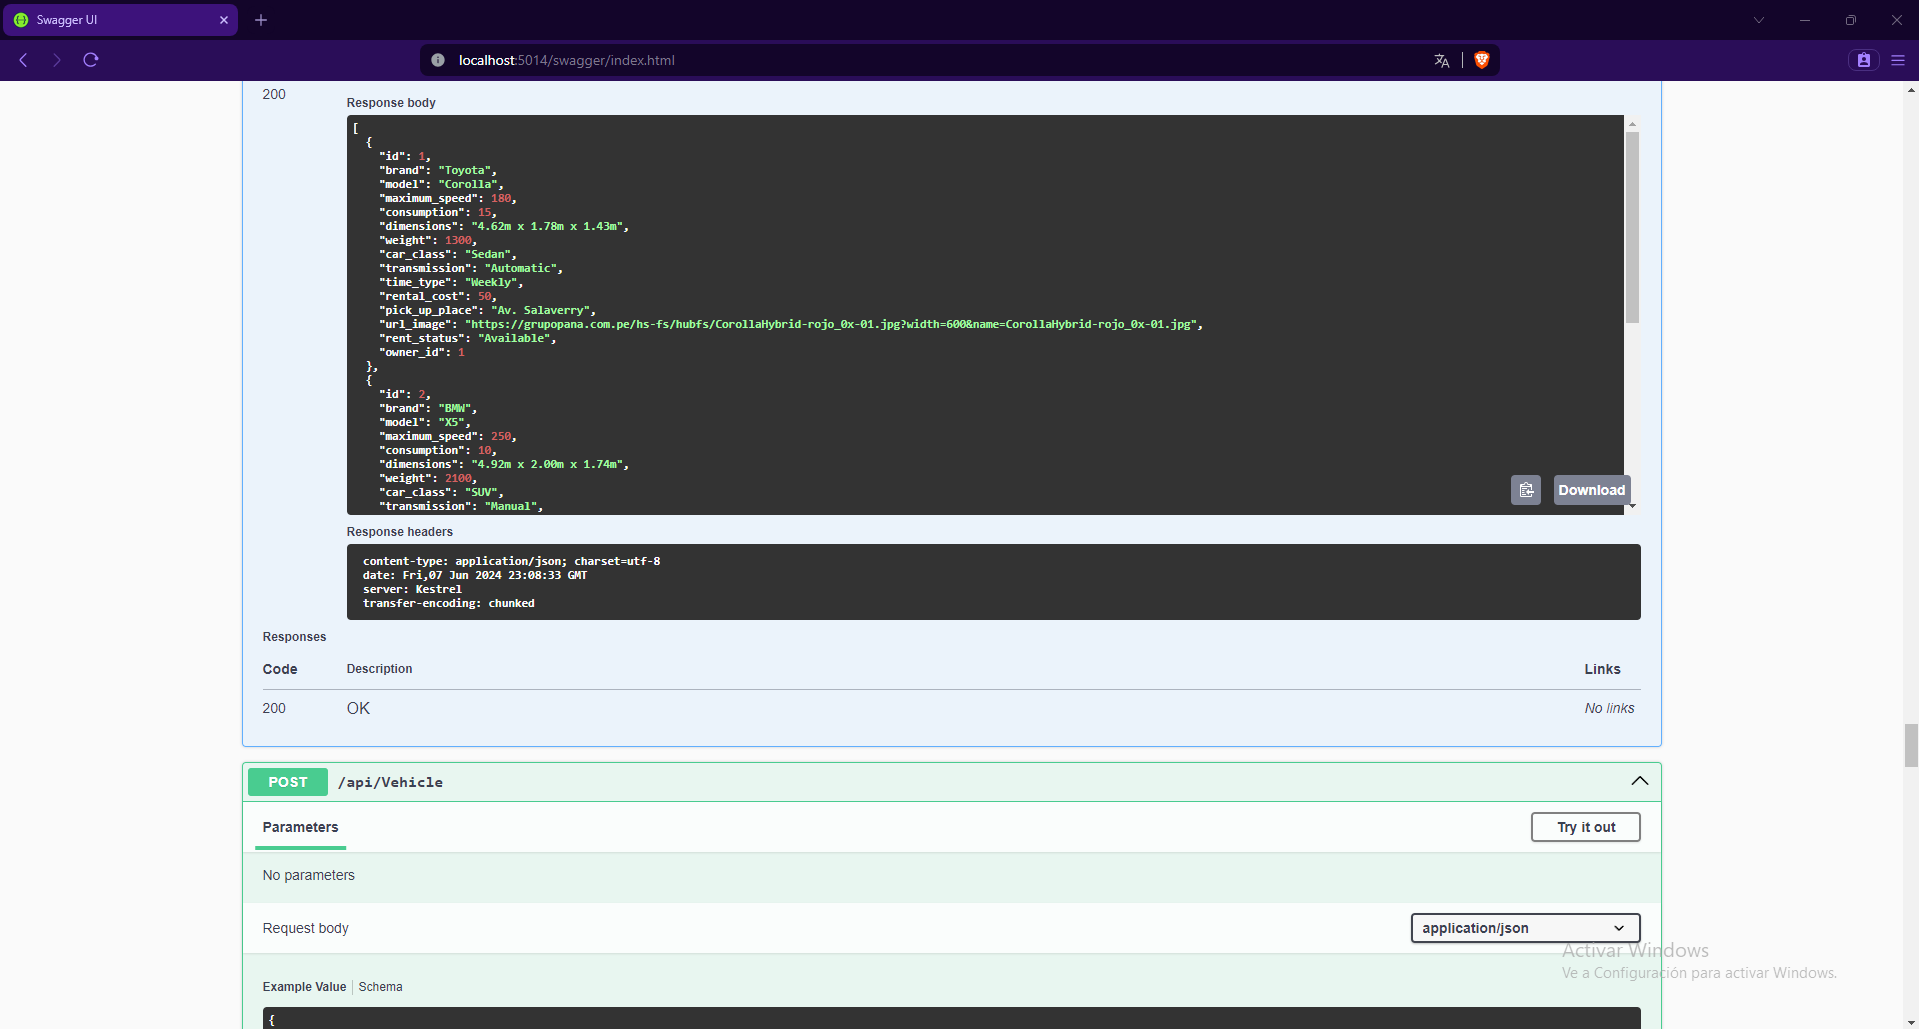 Swagger UI
localhost:5014/swagger/index.html
200
Response body
[
{
"id": 1,
"brand": "Toyota",
"model": "Corolla",
"maximum_speed": 180,
"consumption": 15,
"dimensions": "4.62m x 1.78m x 1.43m",
"weight": 1300,
"car_class": "Sedan",
"transmission": "Automatic",
"time_type": "Weekly",
"rental_cost": 50,
"pick_up_place": "Av. Salaverry",
"url_image": "https://grupopana.com.pe/hs-fs/hubfs/CorollaHybrid-rojo_0x-01.jpg?width=600&name=CorollaHybrid-rojo_0x-01.jpg",
"rent_status": "Available",
"owner_id": 1
},
{
"id": 2,
"brand": "BMW",
"model": "X5",
"maximum_speed": 250,
"consumption": 10,
"dimensions": "4.92m x 2.00m x 1.74m",
"weight": 2100,
"car_class": "SUV",
"transmission": "Manual",
Download
Response headers
content-type: application/json; charset=utf-8
date: Fri,07 Jun 2024 23:08:33 GMT
server: Kestrel
transfer-encoding: chunked
Responses
Code Description Links
200 OK No links
POST /api/Vehicle
Parameters Try it out
No parameters
Request body application/json
Activar Windows
Ve a Configuración para activar Windows.
Example Value Schema
{